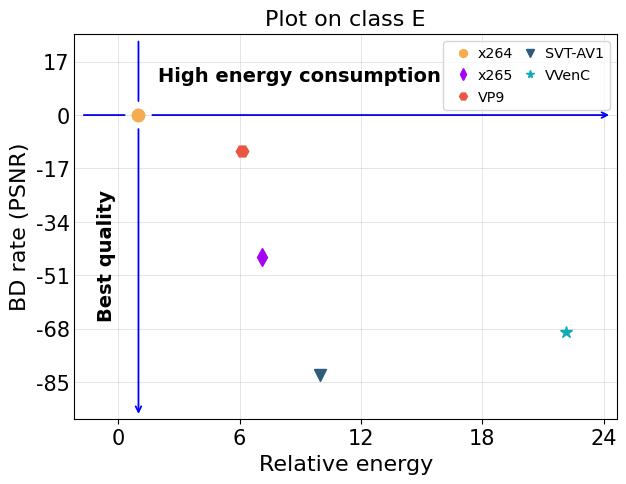 Plot on class E
x264
x265
VP9
SVT-AV1
VVenC
High energy consumption
Best quality
BD rate (PSNR)
17
0
-17
-34
-51
-68
-85
0 6 12 18 24
Relative energy